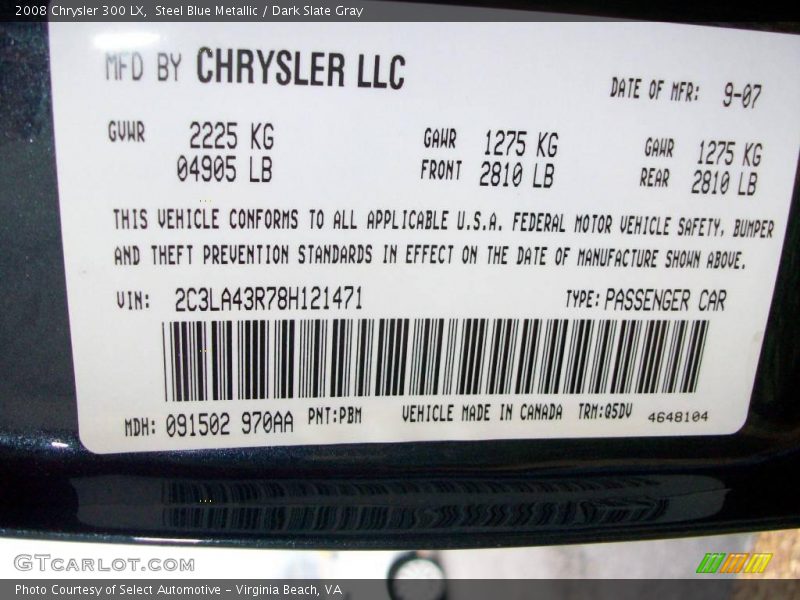 2008 Chrysler 300 LX,  Steel Blue Metallic / Dark Slate Gray
MFD BY CHRYSLER LLC
DATE OF MFR: 9-07
GVWR 2225 KG GAWR 1275 KG GAWR 1275 KG
04905 LB FRONT 2810 LB REAR 2810 LB
THIS VEHICLE CONFORMS TO ALL APPLICABLE U.S.A. FEDERAL MOTOR VEHICLE SAFETY, BUMPER
AND THEFT PREVENTION STANDARDS IN EFFECT ON THE DATE OF MANUFACTURE SHOWN ABOVE.
VIN: 2C3LA43R78H121471 TYPE: PASSENGER CAR
MDH: 091502 970AA PNT:PBM VEHICLE MADE IN CANADA TRM:Q5DV 4648104
GTCARLOT.COM
Photo Courtesy of Select Automotive - Virginia Beach, VA